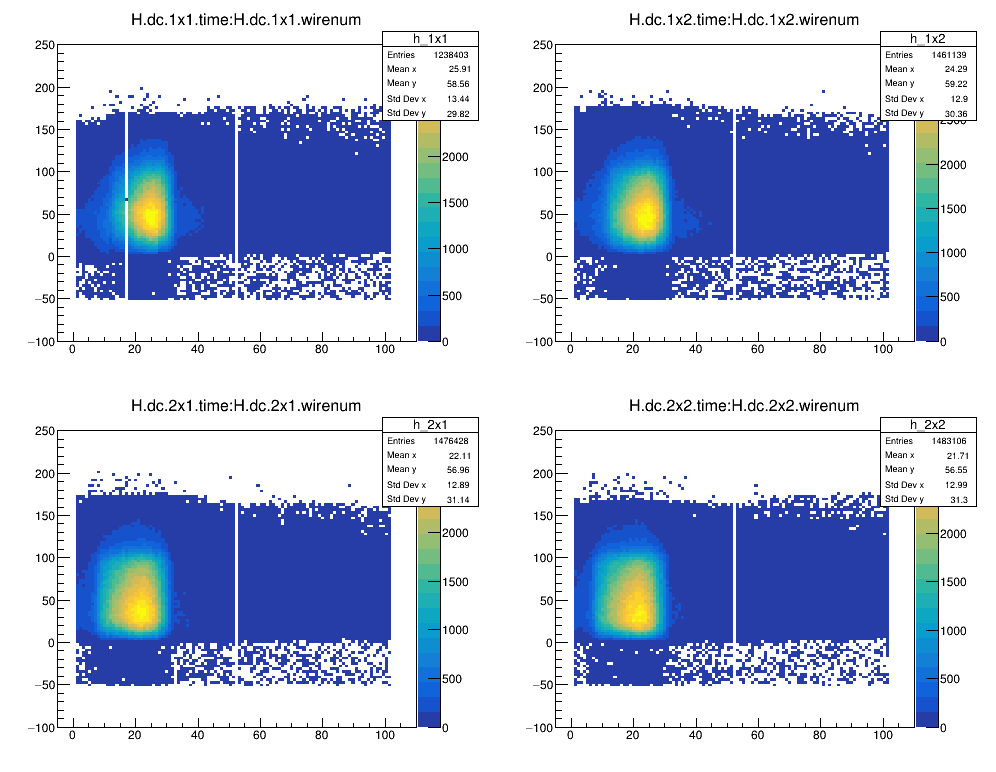 H.dc.1x1.time:H.dc.1x1.wirenum
h_1x1
Entries 1238403
Mean x 25.91
Mean y 58.56
Std Dev x 13.44
Std Dev y 29.82
250
200
150
100
50
0
−50
−100
0 20 40 60 80 100
2000
1500
1000
500
0
H.dc.1x2.time:H.dc.1x2.wirenum
h_1x2
Entries 1461139
Mean x 24.29
Mean y 59.22
Std Dev x 12.9
Std Dev y 30.36
250
200
150
100
50
0
−50
−100
0 20 40 60 80 100
2000
1500
1000
500
0
H.dc.2x1.time:H.dc.2x1.wirenum
h_2x1
Entries 1476428
Mean x 22.11
Mean y 56.96
Std Dev x 12.89
Std Dev y 31.14
250
200
150
100
50
0
−50
−100
0 20 40 60 80 100
2000
1500
1000
500
0
H.dc.2x2.time:H.dc.2x2.wirenum
h_2x2
Entries 1483106
Mean x 21.71
Mean y 56.55
Std Dev x 12.99
Std Dev y 31.3
250
200
150
100
50
0
−50
−100
0 20 40 60 80 100
2000
1500
1000
500
0